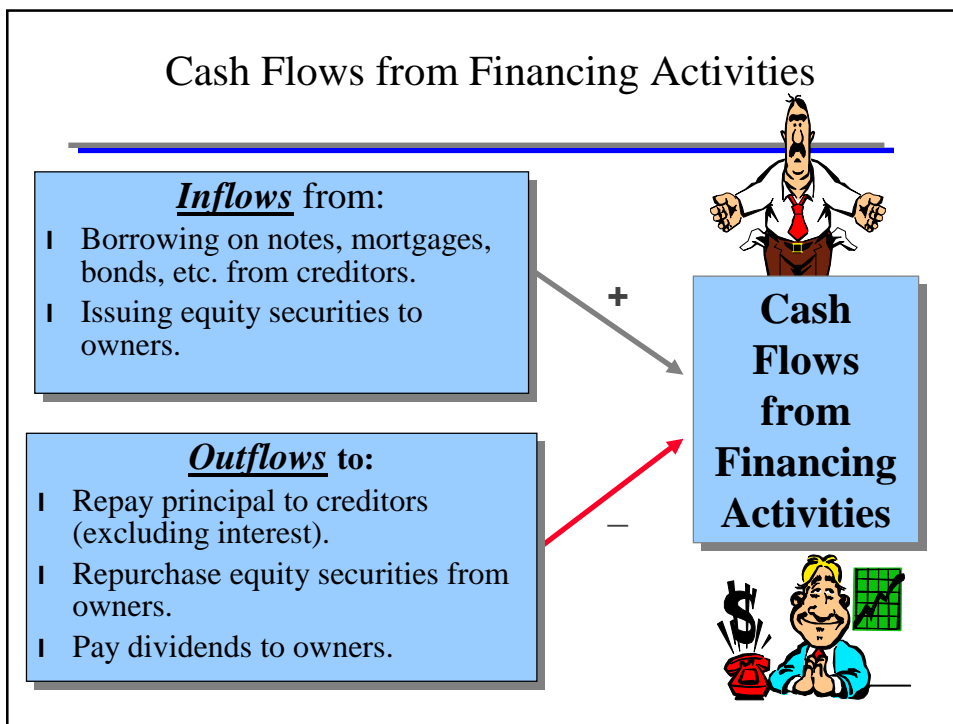 Cash Flows from Financing Activities
Inflows from:
l Borrowing on notes, mortgages,
bonds, etc. from creditors.
l Issuing equity securities to
owners.
+
Outflows to:
l Repay principal to creditors
(excluding interest).
l Repurchase equity securities from
owners.
l Pay dividends to owners.
–
Cash
Flows
from
Financing
Activities
$